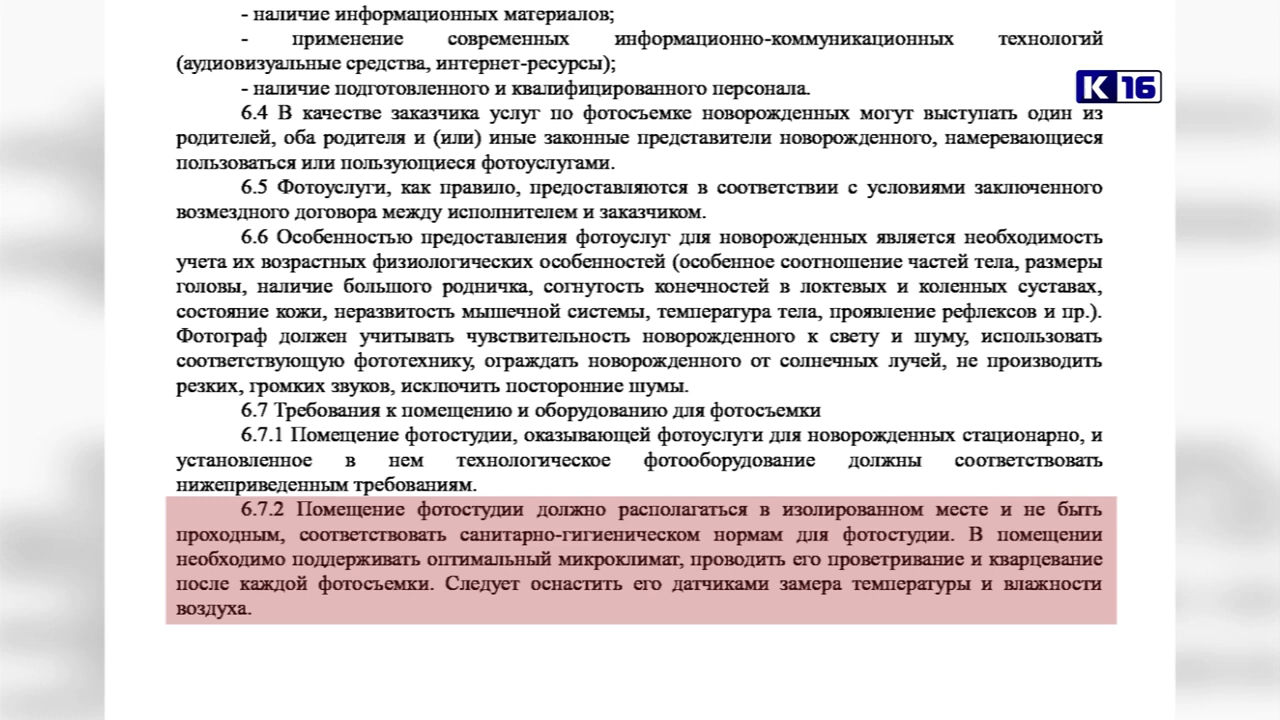 - наличие информационных материалов;
- применение современных информационно-коммуникационных технологий
(аудиовизуальные средства, интернет-ресурсы);
- наличие подготовленного и квалифицированного персонала.
К 16
6.4 В качестве заказчика услуг по фотосъемке новорожденных могут выступать один из
родителей, оба родителя и (или) иные законные представители новорожденного, намеревающиеся
пользоваться или пользующиеся фотоуслугами.
6.5 Фотоуслуги, как правило, предоставляются в соответствии с условиями заключенного
возмездного договора между исполнителем и заказчиком.
6.6 Особенностью предоставления фотоуслуг для новорожденных является необходимость
учета их возрастных физиологических особенностей (особенное соотношение частей тела, размеры
головы, наличие большого родничка, согнутость конечностей в локтевых и коленных суставах,
состояние кожи, неразвитость мышечной системы, температура тела, проявление рефлексов и пр.).
Фотограф должен учитывать чувствительность новорожденного к свету и шуму, использовать
соответствующую фототехнику, ограждать новорожденного от солнечных лучей, не производить
резких, громких звуков, исключить посторонние шумы.
6.7 Требования к помещению и оборудованию для фотосъемки
6.7.1 Помещение фотостудии, оказывающей фотоуслуги для новорожденных стационарно, и
установленное в нем технологическое фотооборудование должны соответствовать
нижеприведенным требованиям.
6.7.2 Помещение фотостудии должно располагаться в изолированном месте и не быть
проходным, соответствовать санитарно-гигиеническом нормам для фотостудии. В помещении
необходимо поддерживать оптимальный микроклимат, проводить его проветривание и кварцевание
после каждой фотосъемки. Следует оснастить его датчиками замера температуры и влажности
воздуха.